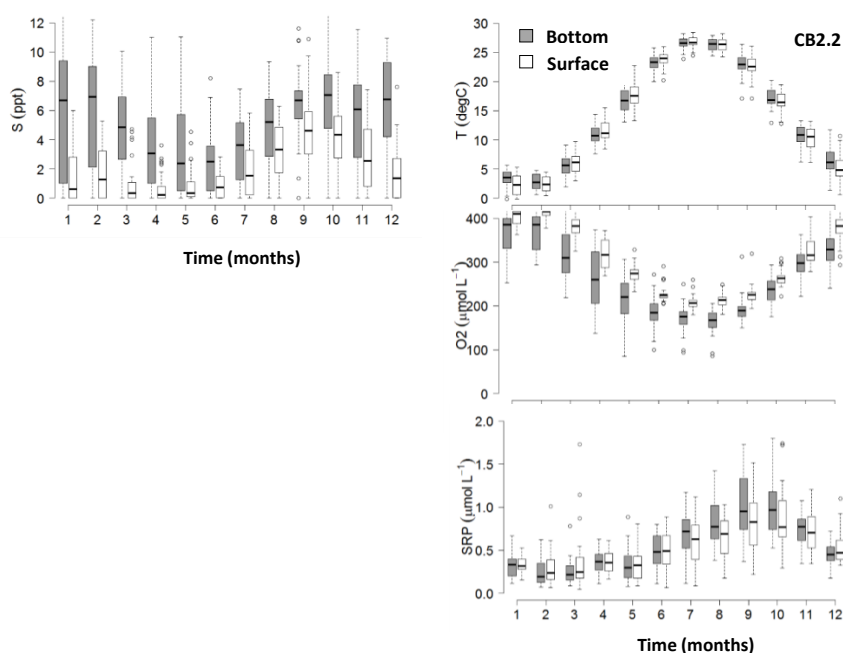 12
10
8
6
4
2
0
S (ppt)
1 2 3 4 5 6 7 8 9 10 11 12
Time (months)
30
25
20
15
10
5
0
T (degC)
Bottom
Surface
CB2.2
400
300
200
100
0
O2 (μmol L⁻¹)
2.0
1.5
1.0
0.5
0.0
SRP (μmol L⁻¹)
1 2 3 4 5 6 7 8 9 10 11 12
Time (months)